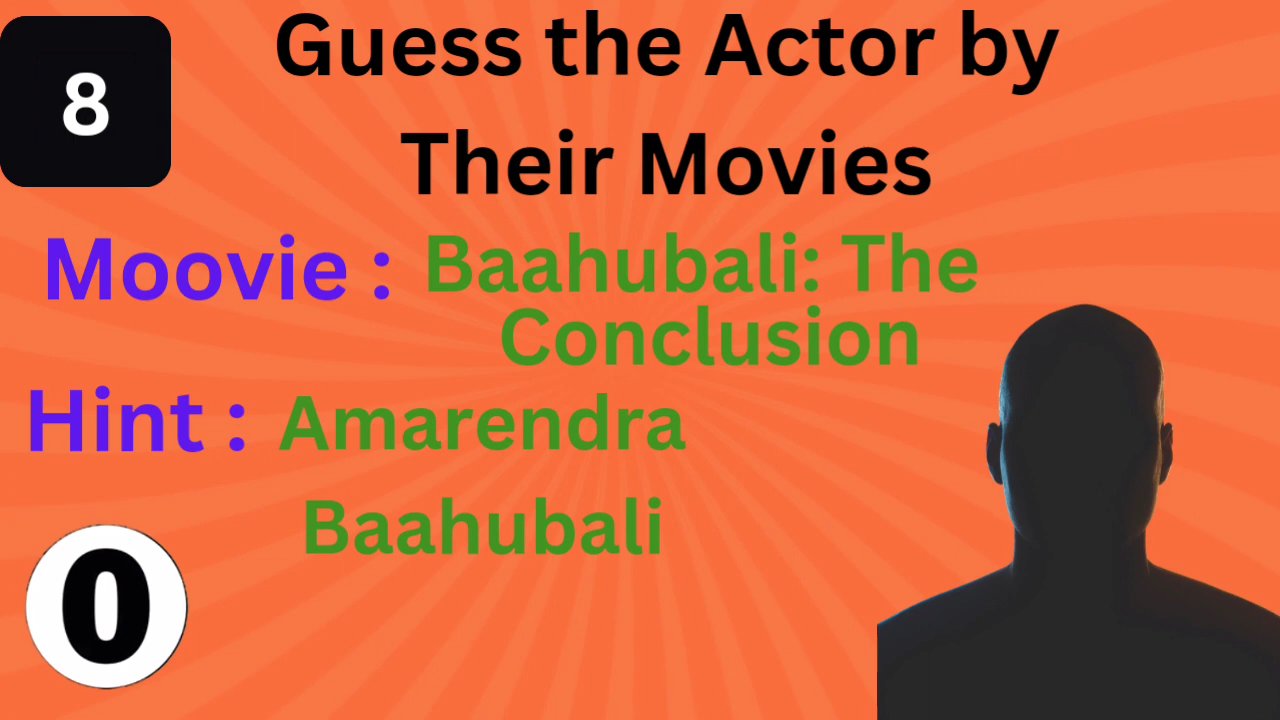 8
Guess the Actor by
Their Movies
Moovie : Baahubali: The
Conclusion
Hint : Amarendra
Baahubali
0